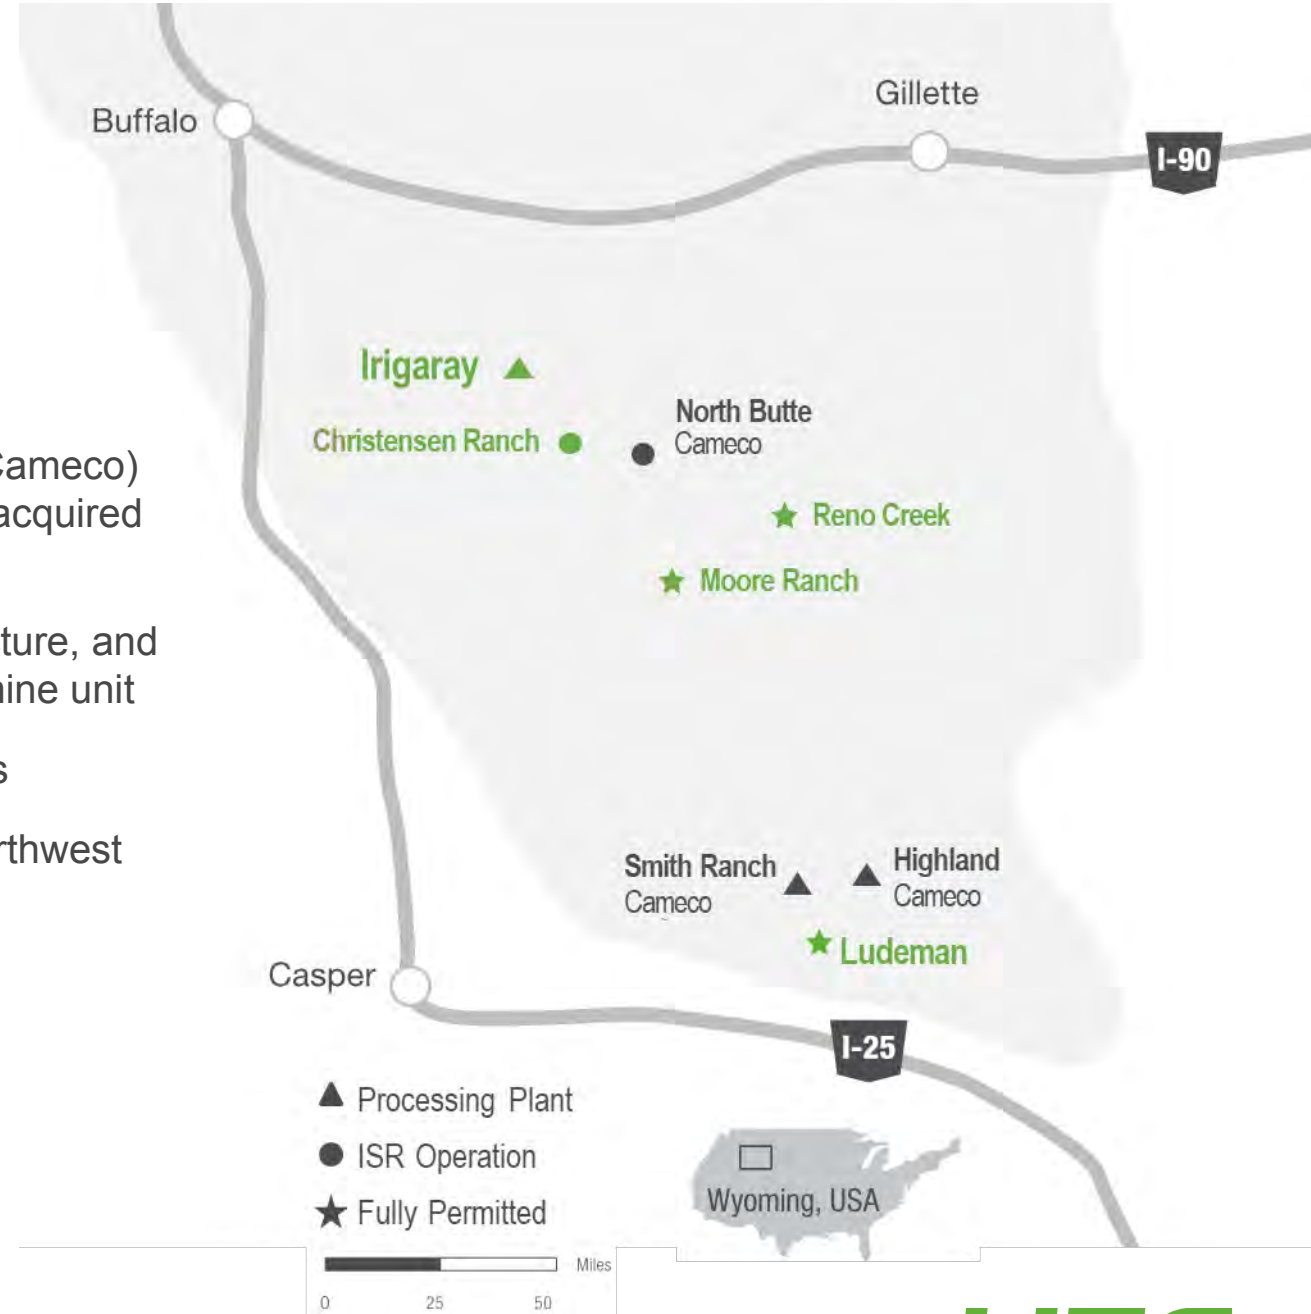 Gillette
Buffalo
I-90
Irigaray
North Butte
Cameco
Christensen Ranch
Cameco)
acquired
Reno Creek
Moore Ranch
ture, and
nine unit
s
rthwest
Smith Ranch
Cameco
Highland
Cameco
Ludeman
Casper
I-25
Processing Plant
ISR Operation
Fully Permitted
Wyoming, USA
Miles
0 25 50